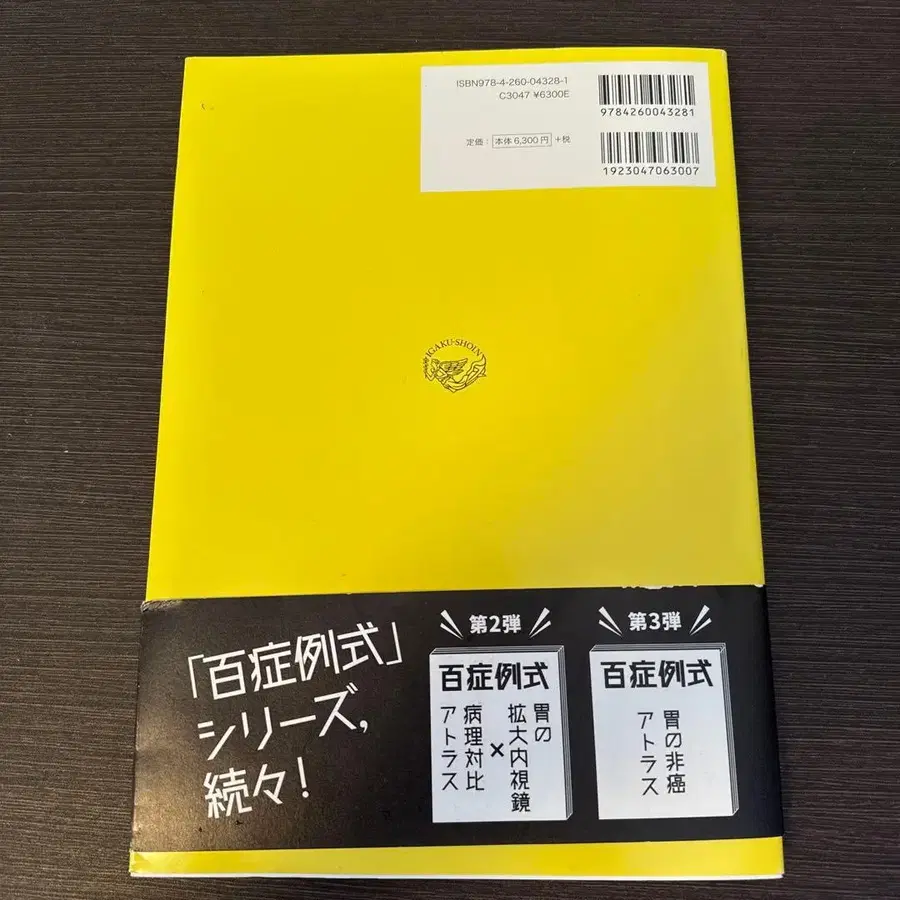 ISBN978-4-260-04328-1
C3047 ¥6300E
9784260043281
定価：本体6,300円 +税
1923047063007
IGAKU-SHOIN
「百症例式」
シリーズ,
続々!
第2弾
百症例式
胃の
拡大内視鏡
×
病理対比
アトラス
第3弾
百症例式
胃の非癌
アトラス